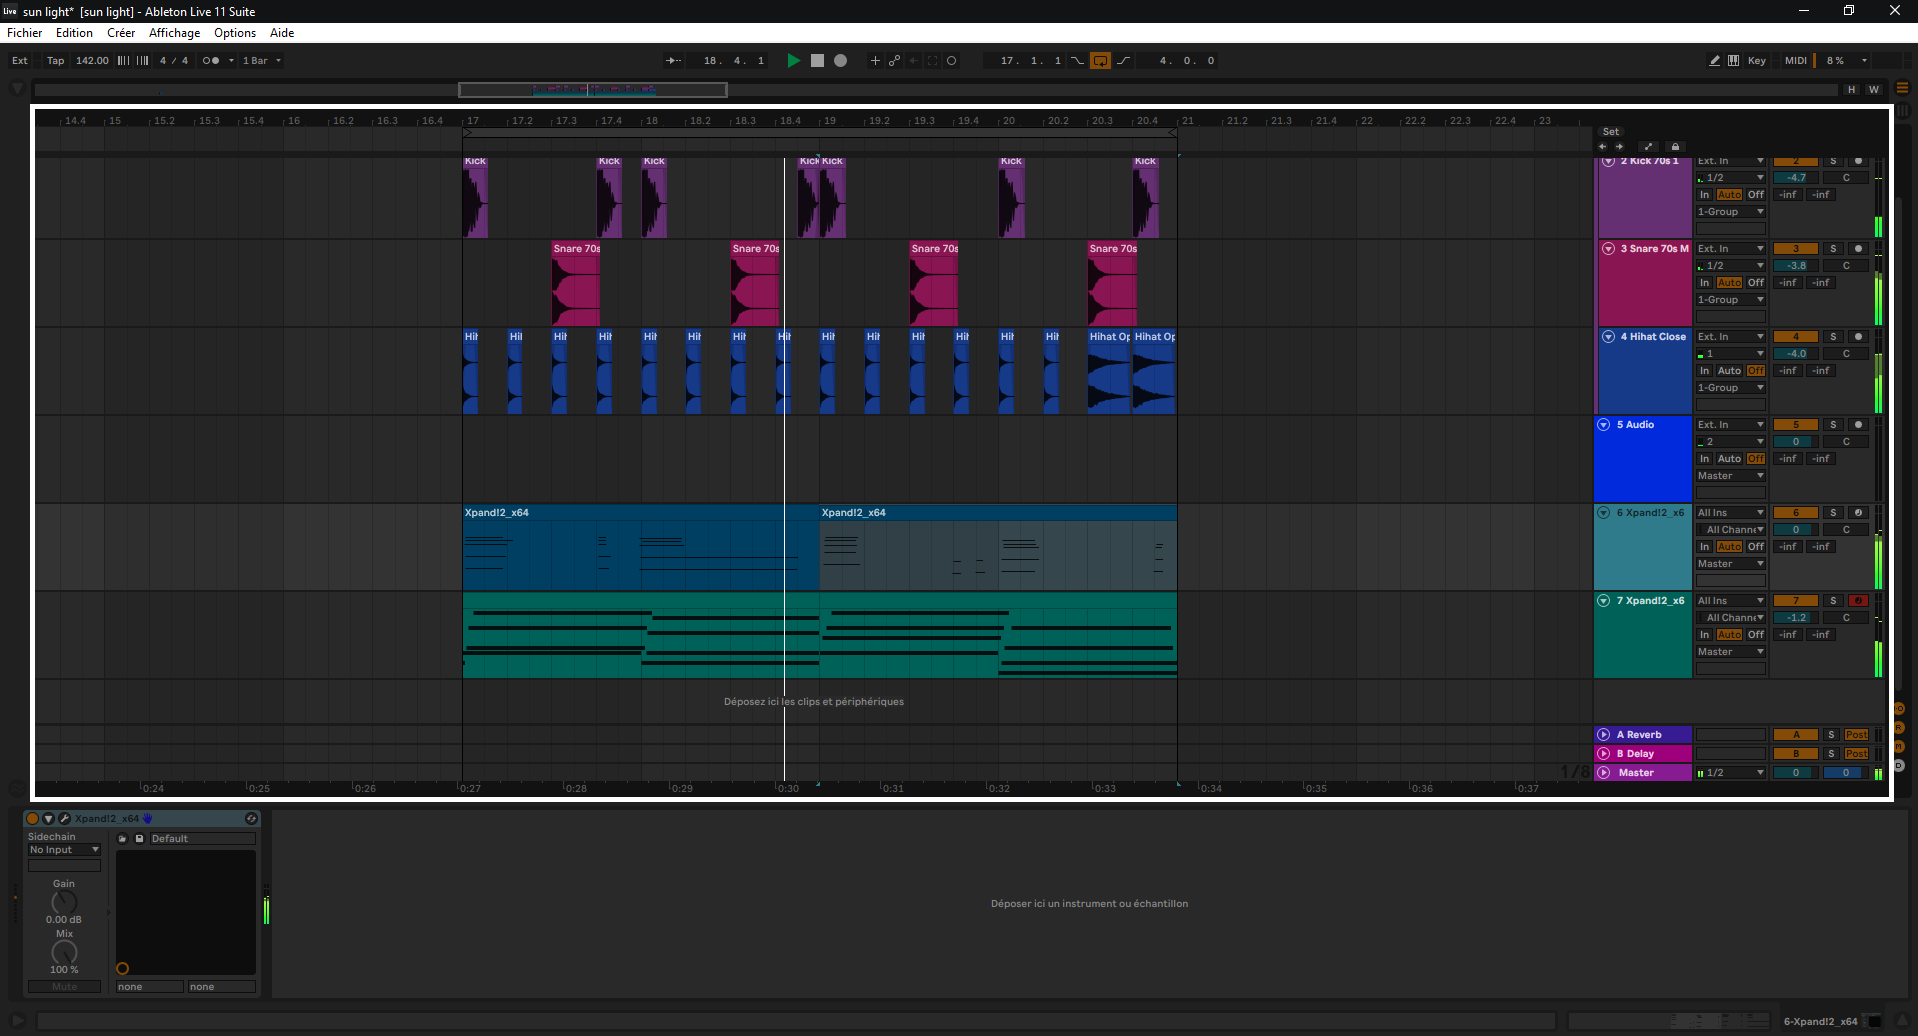 sun light* [sun light] - Ableton Live 11 Suite
Fichier Edition Créer Affichage Options Aide
Ext Tap 142.00 4 / 4 1 Bar 18. 4. 1 17. 1. 1 4. 0. 0 Key MIDI 8 %
H W
14.4 15 15.2 15.3 15.4 16 16.2 16.3 16.4 17 17.2 17.3 17.4 18 18.2 18.3 18.4 19 19.2 19.3 19.4 20 20.2 20.3 20.4 21 21.2 21.3 21.4 22 22.2 22.3 22.4 23
Set
Kick Kick Kick Kick Kick Kick Kick 2 Kick 70s 1 Ext. In 2 S
1/2 -4.7 C
In Auto Off -inf -inf
1-Group
Snare 70s Snare 70s Snare 70s Snare 70s 3 Snare 70s M Ext. In 3 S
1/2 -3.8 C
In Auto Off -inf -inf
1-Group
Hih Hih Hih Hih Hih Hih Hih Hih Hih Hih Hih Hih Hih Hih Hihat Op Hihat Op 4 Hihat Close Ext. In 4 S
1 -4.0 C
In Auto Off -inf -inf
1-Group
5 Audio Ext. In 5 S
2 0 C
In Auto Off -inf -inf
Master
Xpand!2_x64 Xpand!2_x64 6 Xpand!2_x6 All Ins 6 S
All Channe 0 C
In Auto Off -inf -inf
Master
7 Xpand!2_x6 All Ins 7 S
All Channe -1.2 C
In Auto Off -inf -inf
Master
Déposez ici les clips et périphériques
A Reverb A S Post
B Delay B S Post
1/8 Master 1/2 0 0
0:24 0:25 0:26 0:27 0:28 0:29 0:30 0:31 0:32 0:33 0:34 0:35 0:36 0:37
Xpand!2_x64
Sidechain Default
No Input
Gain
0.00 dB
Mix
100 %
Mute none none
Déposer ici un instrument ou échantillon
6-Xpand!2_x64